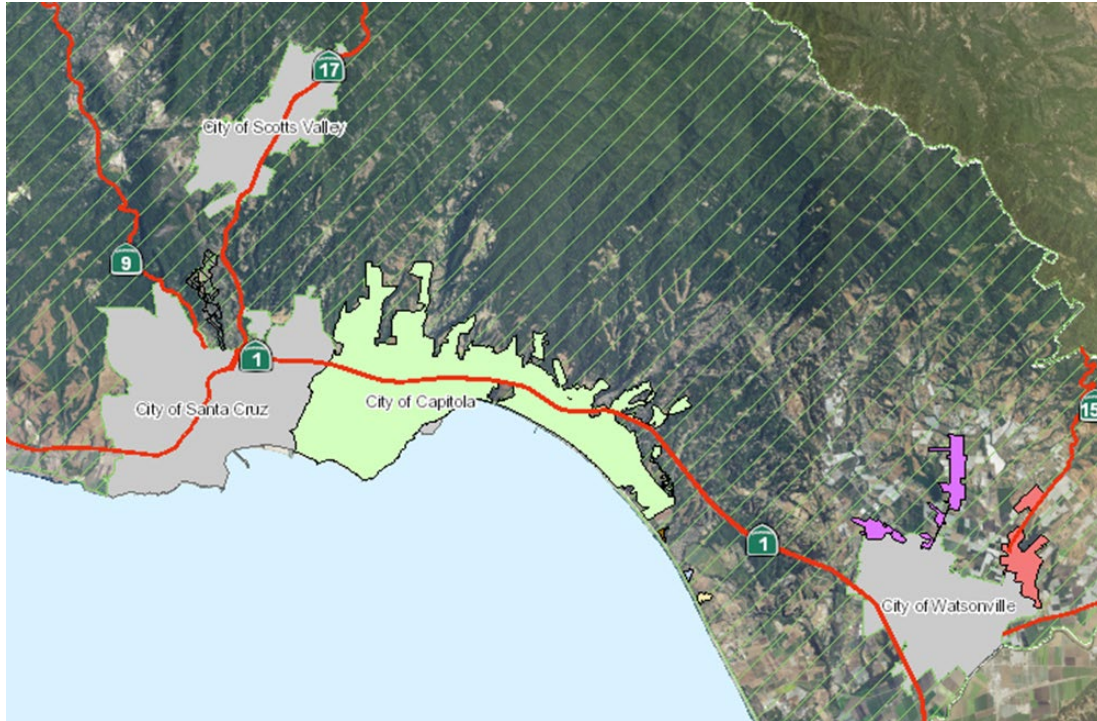 17
City of Scotts Valley
9
1
City of Capitola
City of Santa Cruz
15
1
City of Watsonville